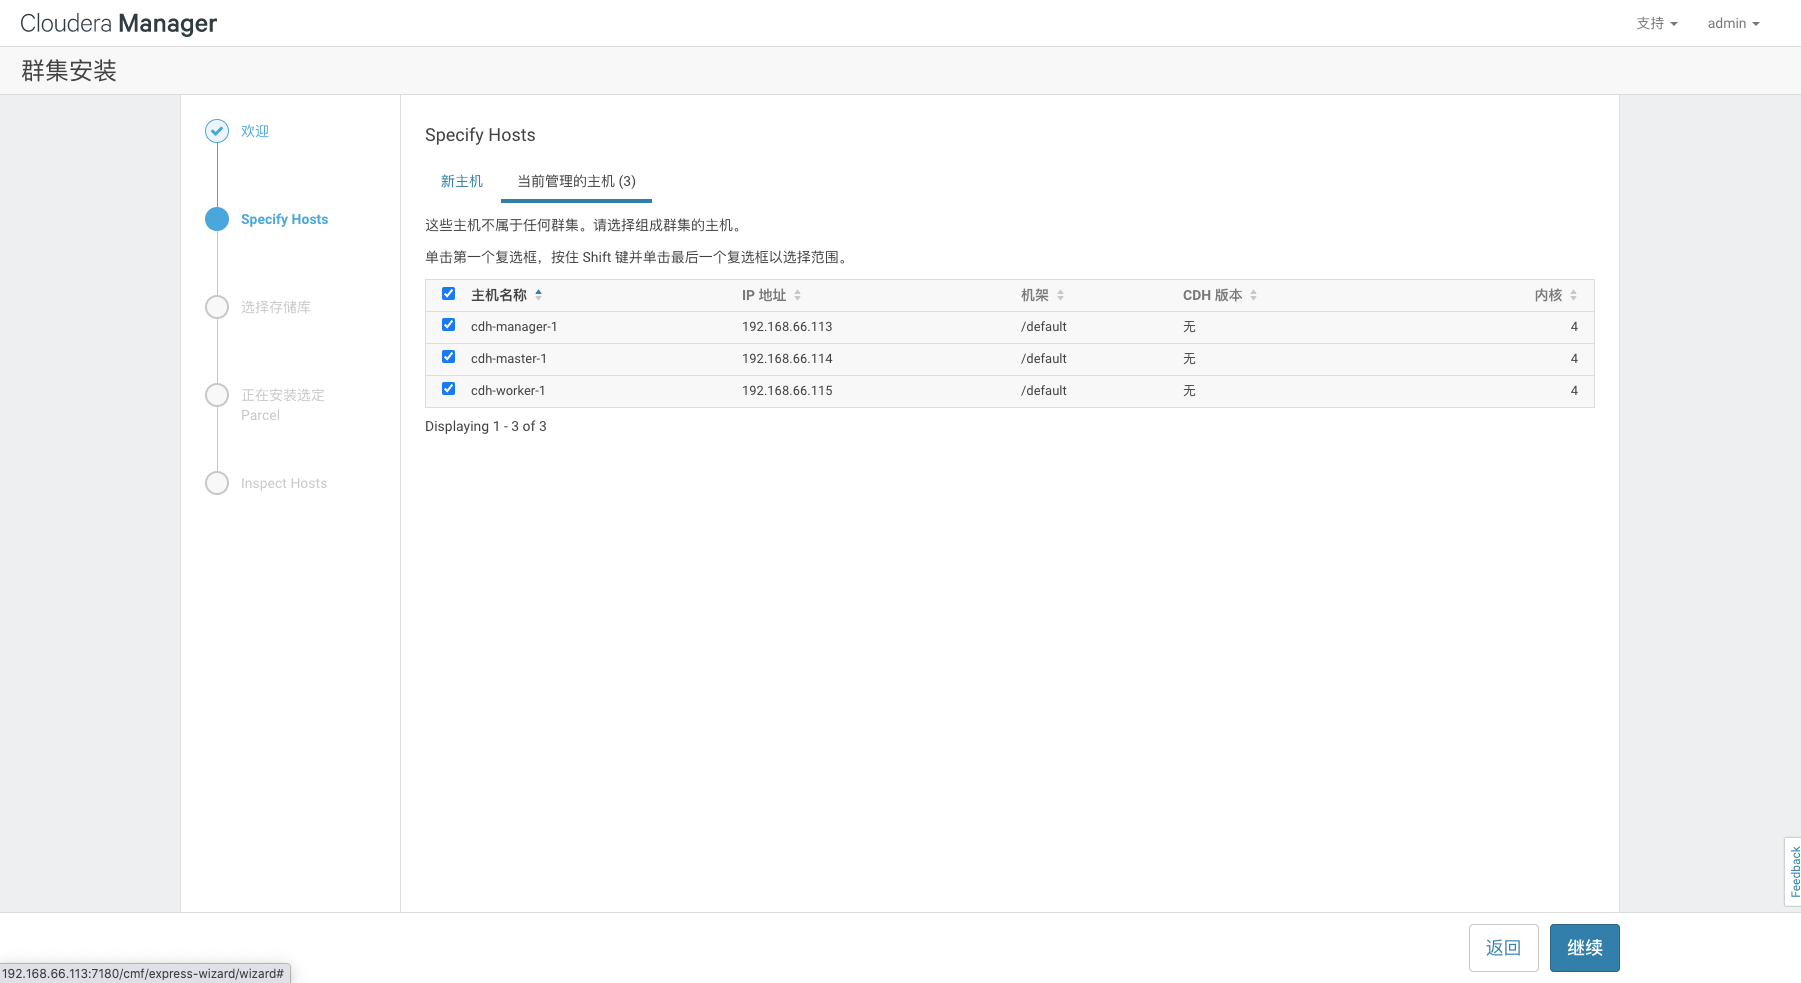 Cloudera Manager
支持
admin
群集安装
欢迎
Specify Hosts
选择存储库
正在安装选定
Parcel
Inspect Hosts
Specify Hosts
新主机
当前管理的主机 (3)
这些主机不属于任何群集。请选择组成群集的主机。
单击第一个复选框，按住 Shift 键并单击最后一个复选框以选择范围。
主机名称 IP 地址 机架 CDH 版本 内核
cdh-manager-1 192.168.66.113 /default 无 4
cdh-master-1 192.168.66.114 /default 无 4
cdh-worker-1 192.168.66.115 /default 无 4
Displaying 1 - 3 of 3
Feedback
返回
继续
192.168.66.113:7180/cmf/express-wizard/wizard#